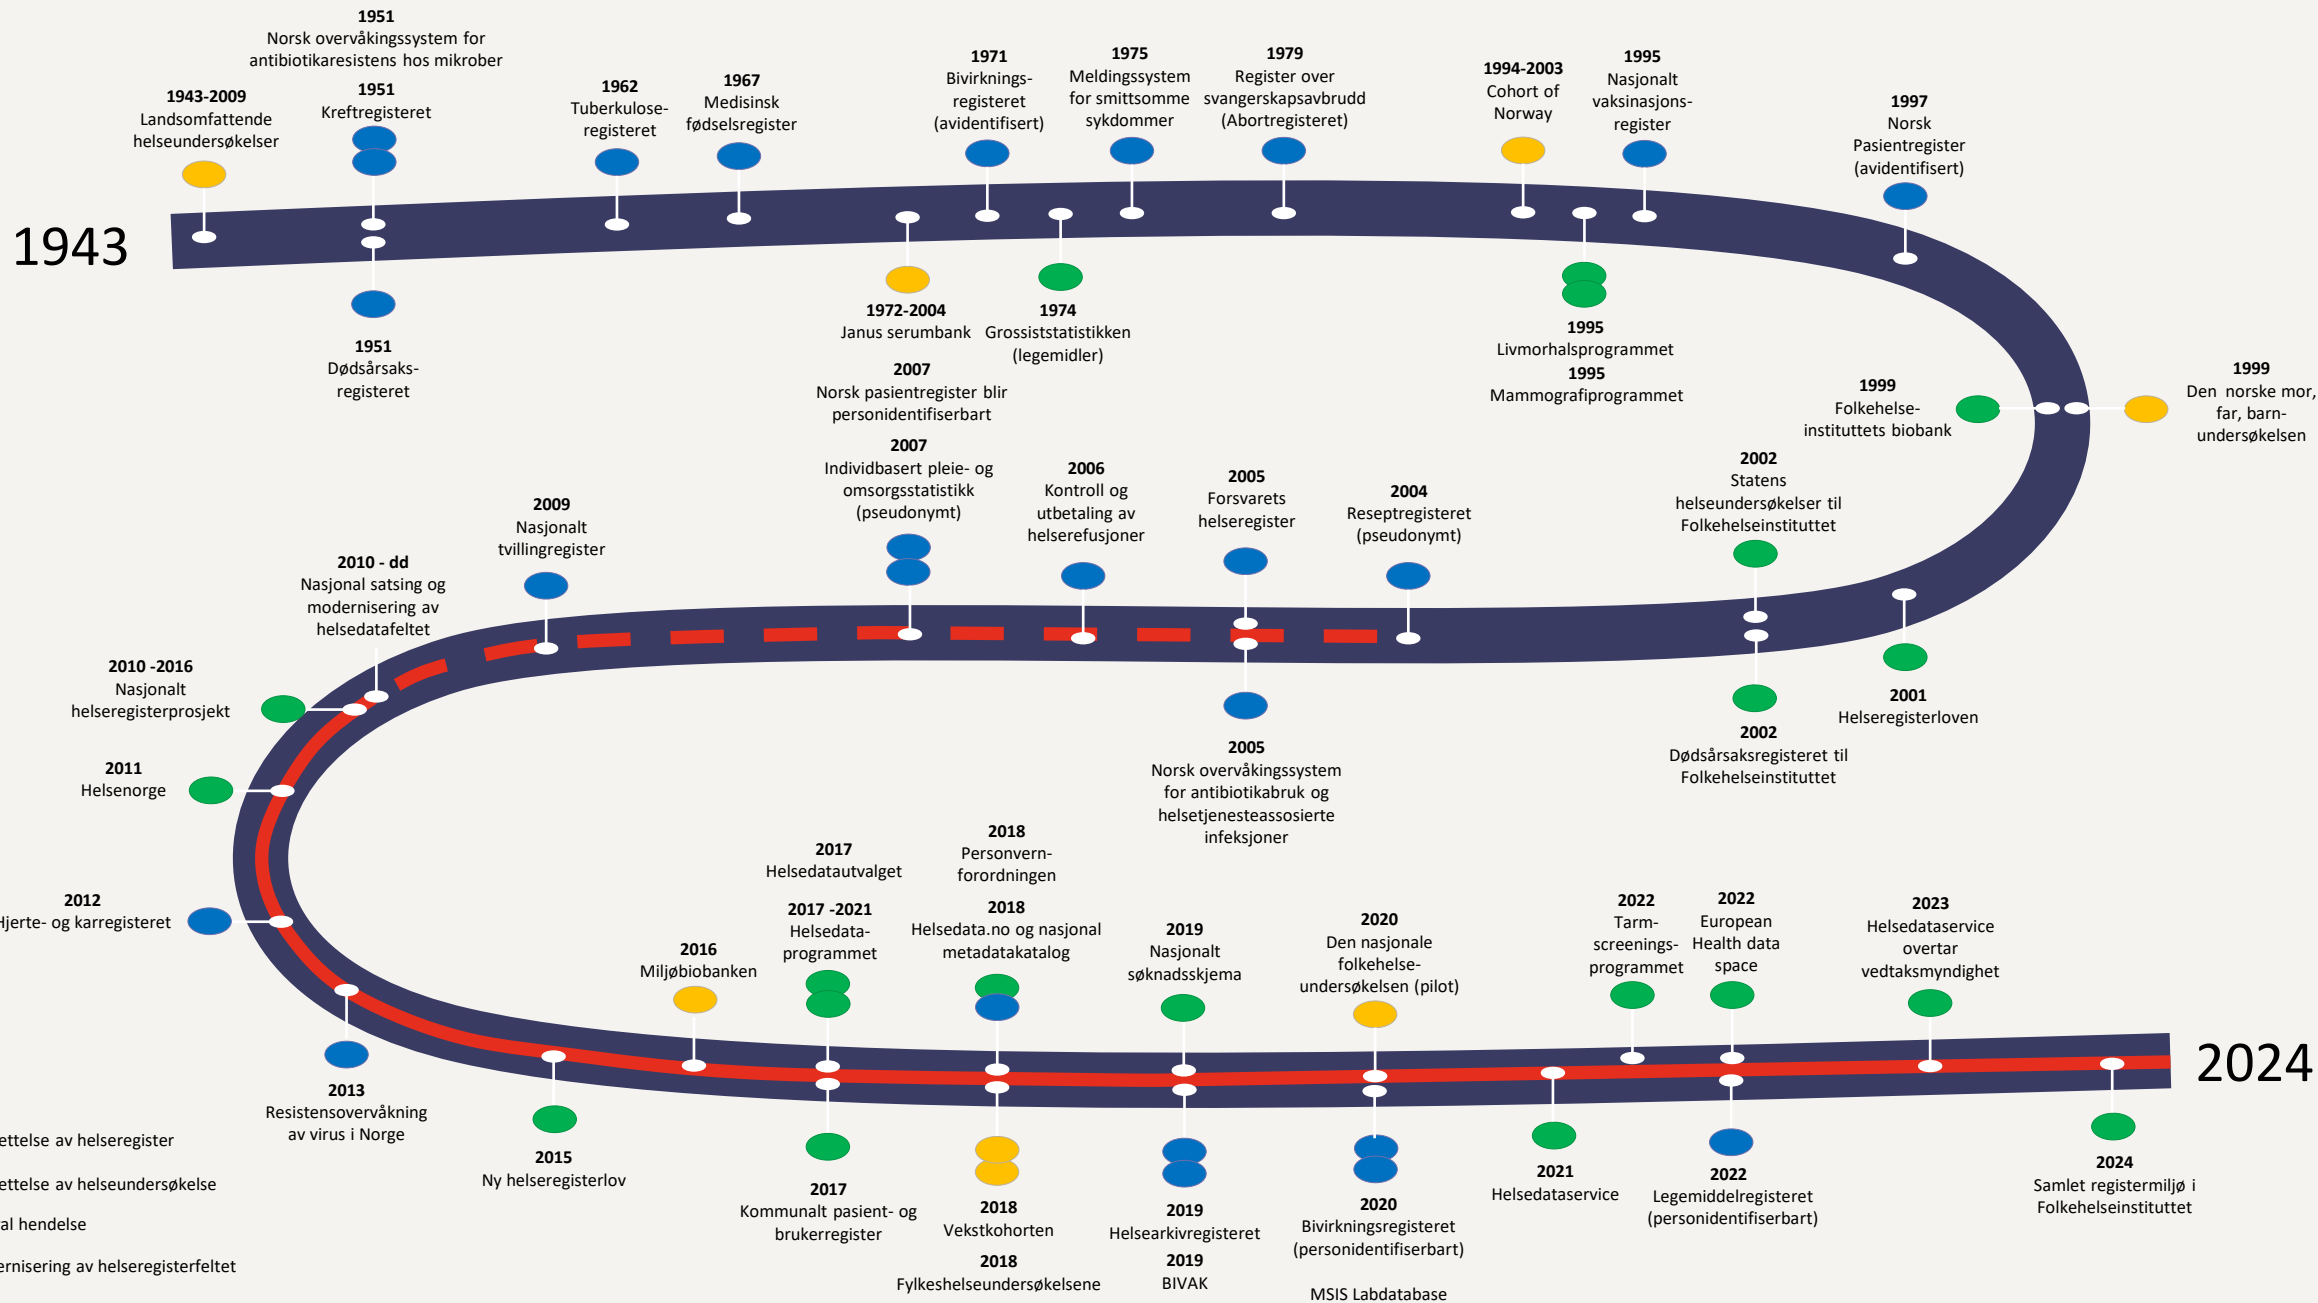 1951
Norsk overvåkingssystem for
antibiotikaresistens hos mikrober
1943-2009
Landsomfattende
helseundersøkelser
1951
Kreftregisteret
1962
Tuberkulose-
registeret
1967
Medisinsk
fødselsregister
1971
Bivirknings-
registeret
(avidentifisert)
1975
Meldingssystem
for smittsomme
sykdommer
1979
Register over
svangerskapsavbrudd
(Abortregisteret)
1994-2003
Cohort of
Norway
1995
Nasjonalt
vaksinasjons-
register
1997
Norsk
Pasientregister
(avidentifisert)
1943
1951
Dødsårsaks-
registeret
1972-2004
Janus serumbank
1974
Grossiststatistikken
(legemidler)
1995
Livmorhalsprogrammet
1995
Mammografiprogrammet
1999
Folkehelse-
instituttets biobank
1999
Den norske mor,
far, barn-
undersøkelsen
2007
Norsk pasientregister blir
personidentifiserbart
2007
Individbasert pleie- og
omsorgsstatistikk
(pseudonymt)
2006
Kontroll og
utbetaling av
helserefusjoner
2005
Forsvarets
helseregister
2004
Reseptregisteret
(pseudonymt)
2002
Statens
helseundersøkelser til
Folkehelseinstituttet
2009
Nasjonalt
tvillingregister
2010 - dd
Nasjonal satsing og
modernisering av
helsedatafeltet
2010 -2016
Nasjonalt
helseregisterprosjekt
2001
Helseregisterloven
2002
Dødsårsaksregisteret til
Folkehelseinstituttet
2005
Norsk overvåkingssystem
for antibiotikabruk og
helsetjenesteassosierte
infeksjoner
2011
Helsenorge
2012
Hjerte- og karregisteret
2013
Resistensovervåkning
av virus i Norge
2015
Ny helseregisterlov
2016
Miljøbiobanken
2017
Helsedatautvalget
2017 -2021
Helsedata-
programmet
2018
Personvern-
forordningen
2018
Helsedata.no og nasjonal
metadatakatalog
2019
Nasjonalt
søknadsskjema
2020
Den nasjonale
folkehelse-
undersøkelsen (pilot)
2022
Tarm-
screenings-
programmet
2022
European
Health data
space
2023
Helsedataservice
overtar
vedtaksmyndighet
2024
2017
Kommunalt pasient- og
brukerregister
2018
Vekstkohorten
2018
Fylkeshelseundersøkelsene
2019
Helsearkivregisteret
2019
BIVAK
2020
Bivirkningsregisteret
(personidentifiserbart)
MSIS Labdatabase
2021
Helsedataservice
2022
Legemiddelregisteret
(personidentifiserbart)
2024
Samlet registermiljø i
Folkehelseinstituttet
ettelse av helseregister
ettelse av helseundersøkelse
al hendelse
ernisering av helseregisterfeltet